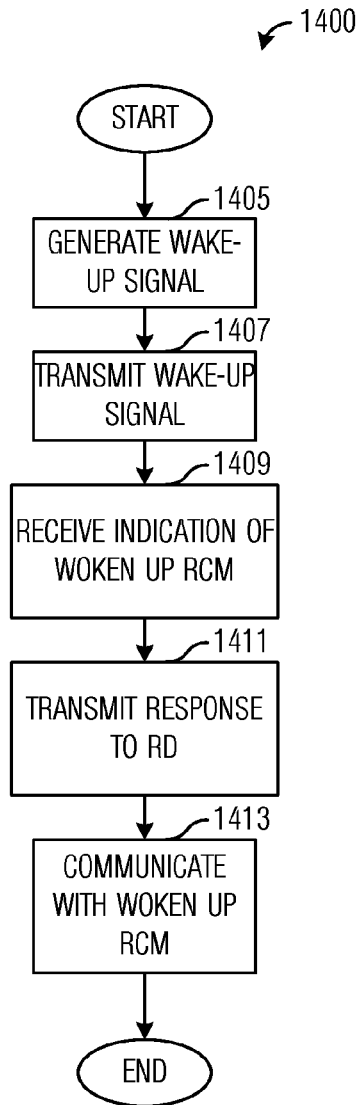 1400
START
1405
GENERATE WAKE-
UP SIGNAL
1407
TRANSMIT WAKE-UP
SIGNAL
1409
RECEIVE INDICATION OF
WOKEN UP RCM
1411
TRANSMIT RESPONSE
TO RD
1413
COMMUNICATE
WITH WOKEN UP
RCM
END